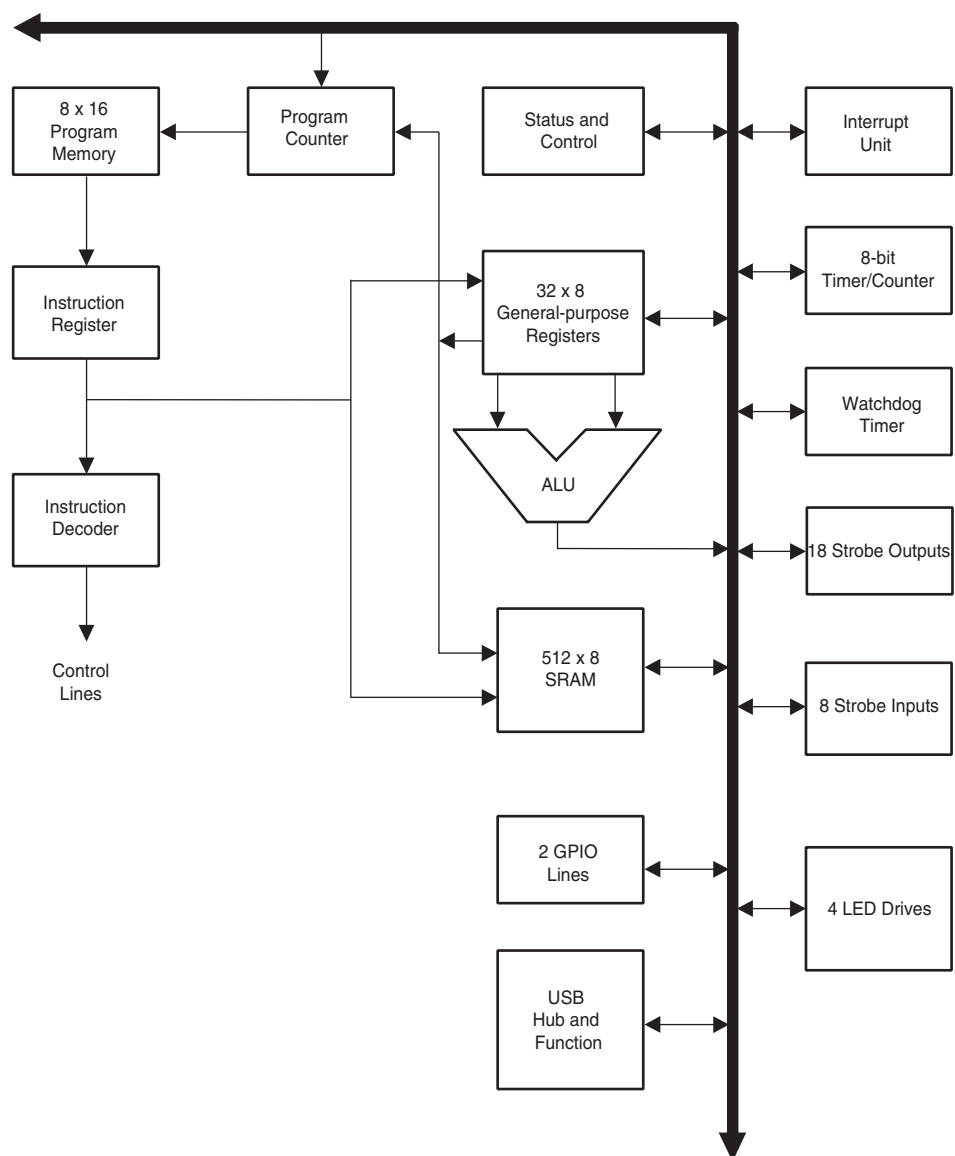 8 x 16
Program
Memory
Program
Counter
Status and
Control
Interrupt
Unit
Instruction
Register
32 x 8
General-purpose
Registers
8-bit
Timer/Counter
ALU
Watchdog
Timer
Instruction
Decoder
18 Strobe Outputs
Control
Lines
512 x 8
SRAM
8 Strobe Inputs
2 GPIO
Lines
4 LED Drives
USB
Hub and
Function